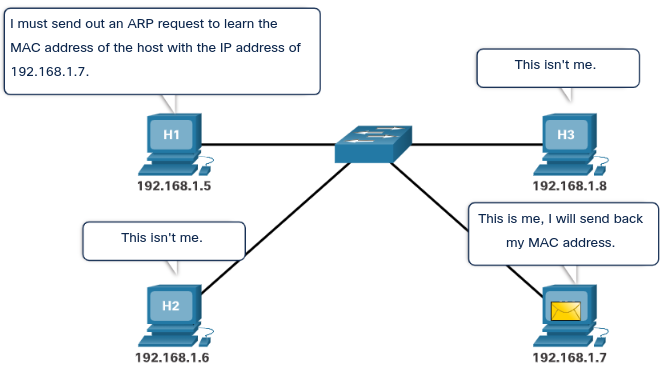 I must send out an ARP request to learn the
MAC address of the host with the IP address of
192.168.1.7.
This isn't me.
H1
H3
192.168.1.5
192.168.1.8
This is me, I will send back
my MAC address.
This isn't me.
H2
192.168.1.6
192.168.1.7